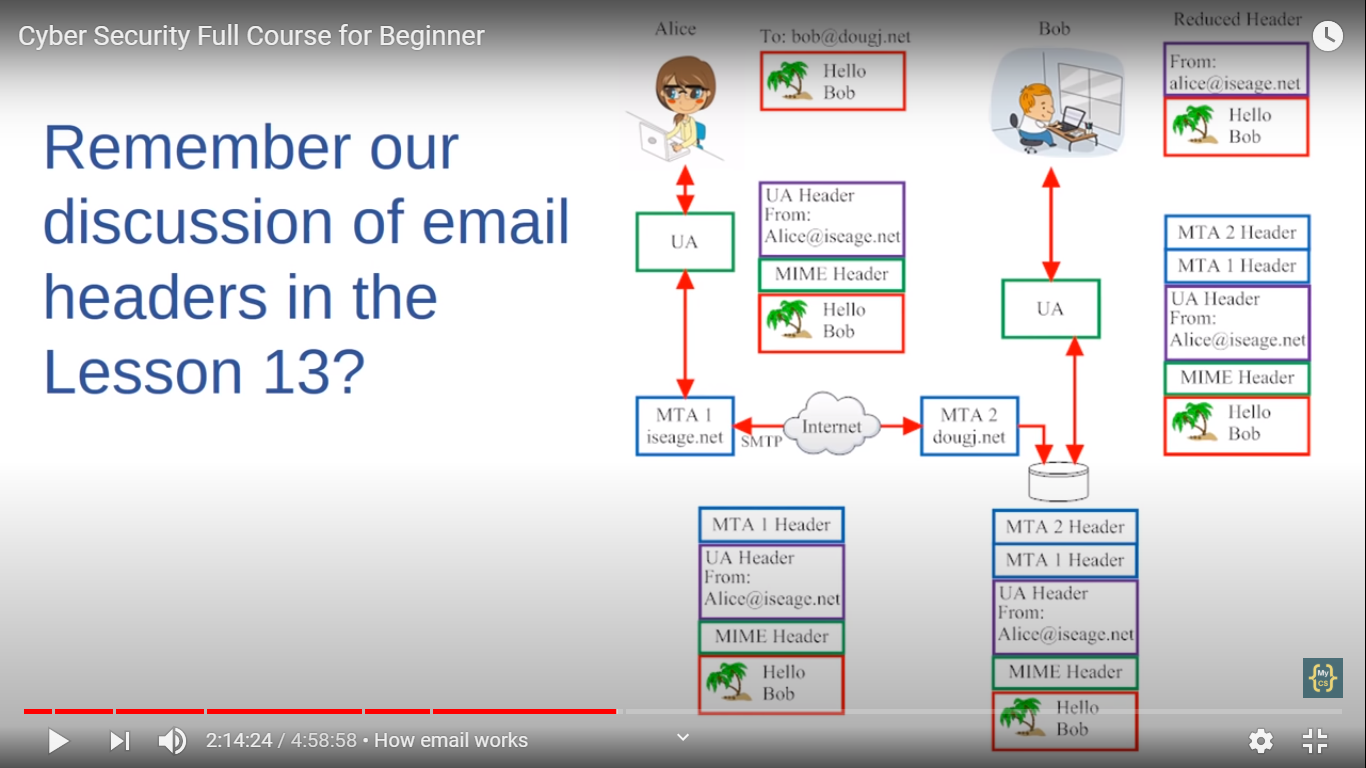 Cyber Security Full Course for Beginner
Remember our
discussion of email
headers in the
Lesson 13?
Alice
To: bob@dougj.net
Hello
Bob
UA
UA Header
From:
Alice@iseage.net
MIME Header
Hello
Bob
MTA 1
iseage.net
SMTP
Internet
MTA 2
dougj.net
Bob
UA
Reduced Header
From:
alice@iseage.net
Hello
Bob
MTA 2 Header
MTA 1 Header
UA Header
From:
Alice@iseage.net
MIME Header
Hello
Bob
MTA 1 Header
UA Header
From:
Alice@iseage.net
MIME Header
Hello
Bob
MTA 2 Header
MTA 1 Header
UA Header
From:
Alice@iseage.net
MIME Header
Hello
Bob
{My}
CS
2:14:24 / 4:58:58 • How email works